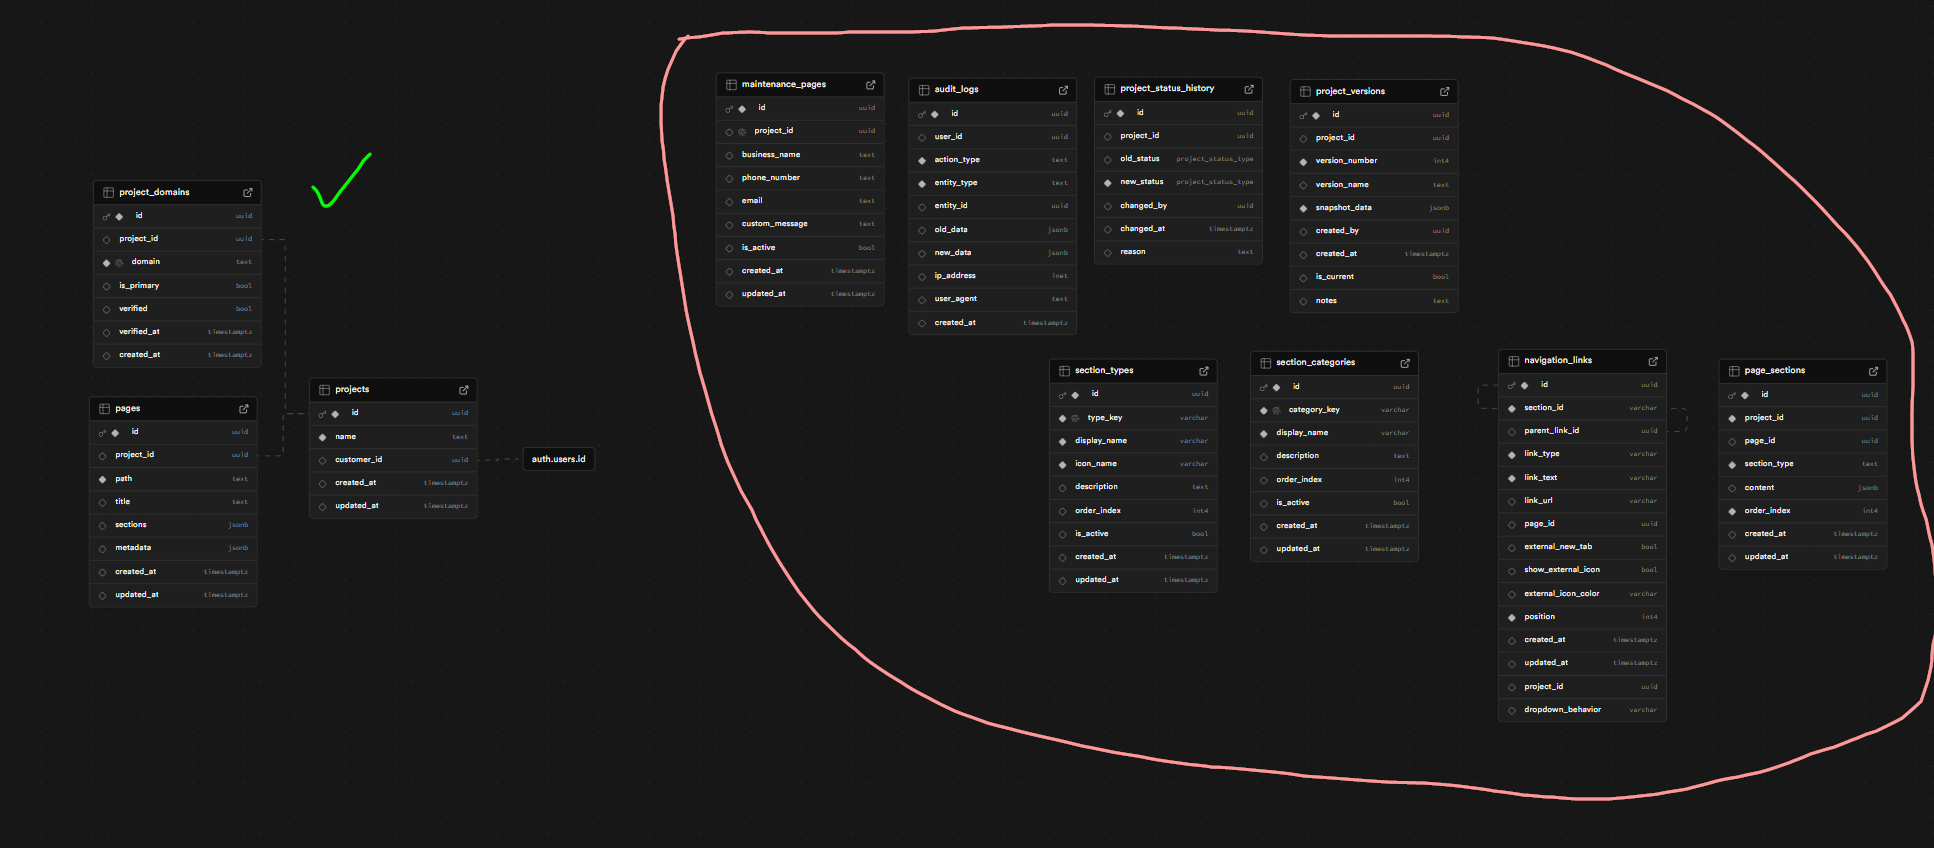 maintenance_pages
id uuid
project_id uuid
business_name text
phone_number text
email text
custom_message text
is_active bool
created_at timestamptz
updated_at timestamptz
audit_logs
id uuid
user_id uuid
action_type text
entity_type text
entity_id uuid
old_data jsonb
new_data jsonb
ip_address inet
user_agent text
created_at timestamptz
project_status_history
id uuid
project_id uuid
old_status project_status_type
new_status project_status_type
changed_by uuid
changed_at timestamptz
reason text
project_versions
id uuid
project_id uuid
version_number int4
version_name text
snapshot_data jsonb
created_by uuid
created_at timestamptz
is_current bool
notes text
project_domains
id uuid
project_id uuid
domain text
is_primary bool
verified bool
verified_at timestamptz
created_at timestamptz
pages
id uuid
project_id uuid
path text
title text
sections jsonb
metadata jsonb
created_at timestamptz
updated_at timestamptz
projects
id uuid
name text
customer_id uuid
created_at timestamptz
updated_at timestamptz
auth.users.id
section_types
id uuid
type_key varchar
display_name varchar
icon_name varchar
description text
order_index int4
is_active bool
created_at timestamptz
updated_at timestamptz
section_categories
id uuid
category_key varchar
display_name varchar
description text
order_index int4
is_active bool
created_at timestamptz
updated_at timestamptz
navigation_links
id uuid
section_id varchar
parent_link_id uuid
link_type varchar
link_text varchar
link_url varchar
page_id uuid
external_new_tab bool
show_external_icon bool
external_icon_color varchar
position int4
created_at timestamptz
updated_at timestamptz
project_id uuid
dropdown_behavior varchar
page_sections
id uuid
project_id uuid
page_id uuid
section_type text
content jsonb
order_index int4
created_at timestamptz
updated_at timestamptz